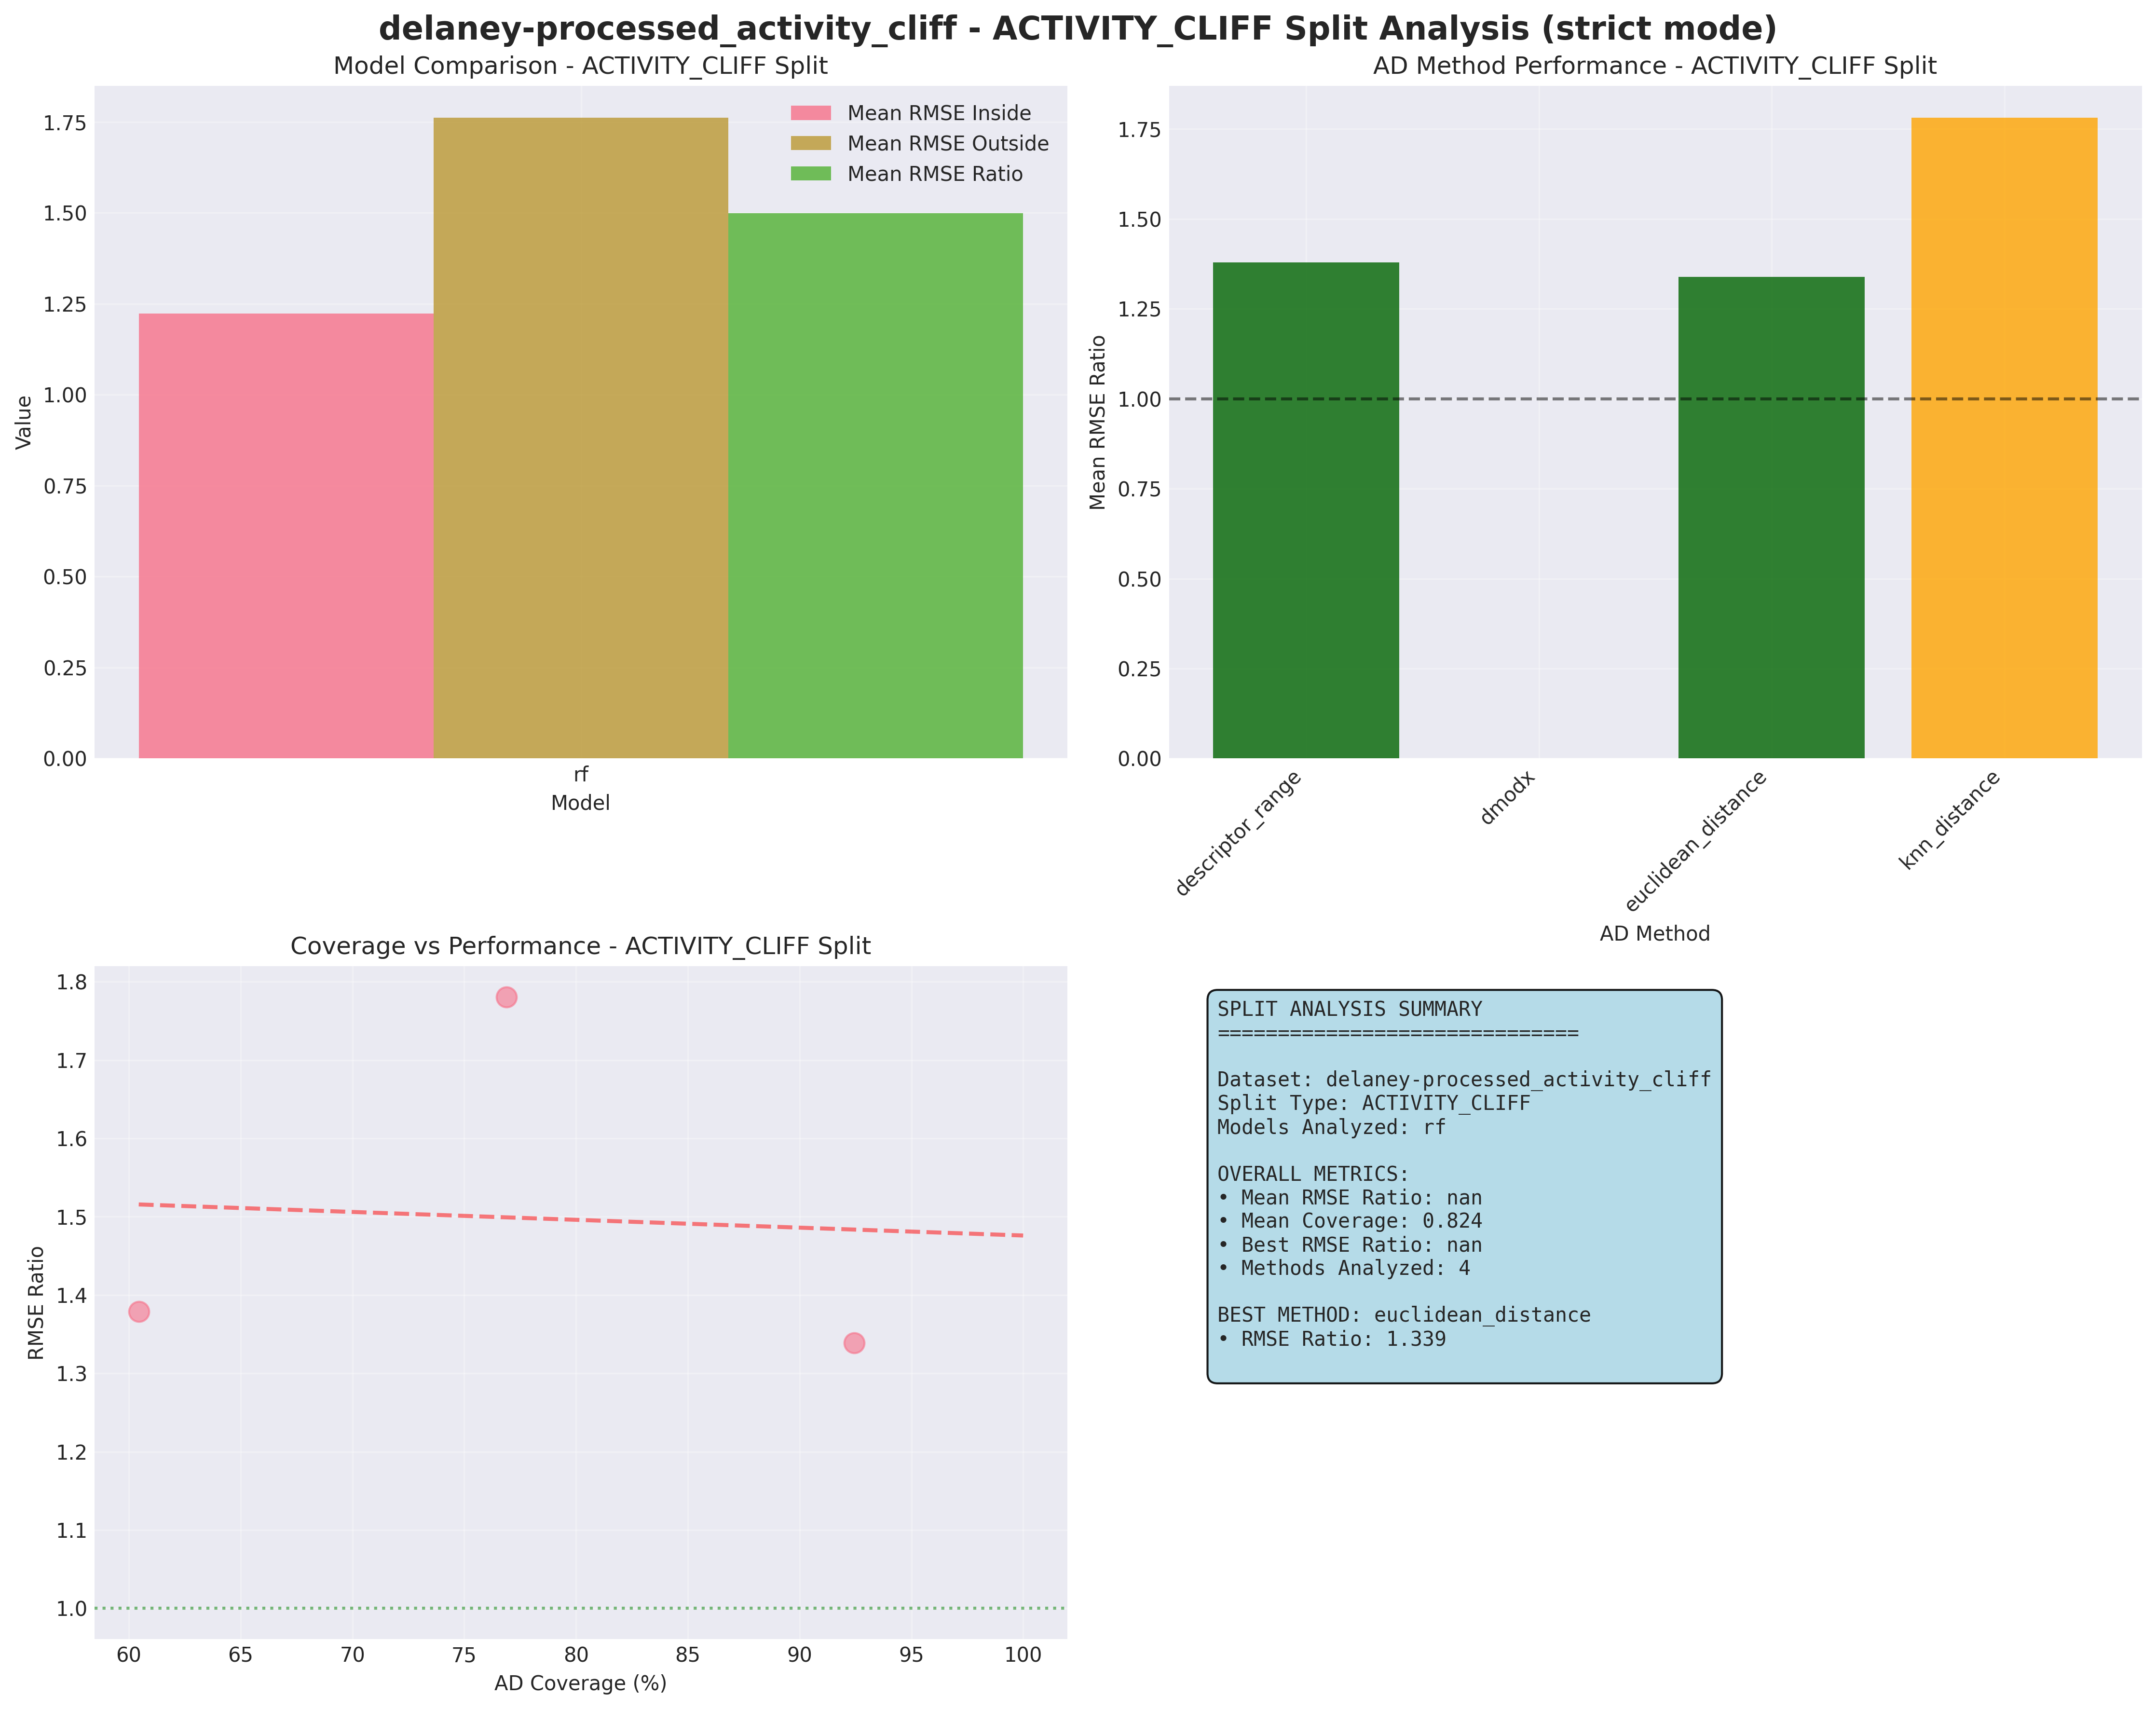 delaney-processed_activity_cliff - ACTIVITY_CLIFF Split Analysis (strict mode)
Model Comparison - ACTIVITY_CLIFF Split
Mean RMSE Inside
Mean RMSE Outside
Mean RMSE Ratio
Value
1.75
1.50
1.25
1.00
0.75
0.50
0.25
0.00
rf
Model
AD Method Performance - ACTIVITY_CLIFF Split
Mean RMSE Ratio
1.75
1.50
1.25
1.00
0.75
0.50
0.25
0.00
descriptor_range
dmodx
euclidean_distance
knn_distance
AD Method
Coverage vs Performance - ACTIVITY_CLIFF Split
RMSE Ratio
1.8
1.7
1.6
1.5
1.4
1.3
1.2
1.1
1.0
60 65 70 75 80 85 90 95 100
AD Coverage (%)
SPLIT ANALYSIS SUMMARY
==============================
Dataset: delaney-processed_activity_cliff
Split Type: ACTIVITY_CLIFF
Models Analyzed: rf
OVERALL METRICS:
• Mean RMSE Ratio: nan
• Mean Coverage: 0.824
• Best RMSE Ratio: nan
• Methods Analyzed: 4
BEST METHOD: euclidean_distance
• RMSE Ratio: 1.339